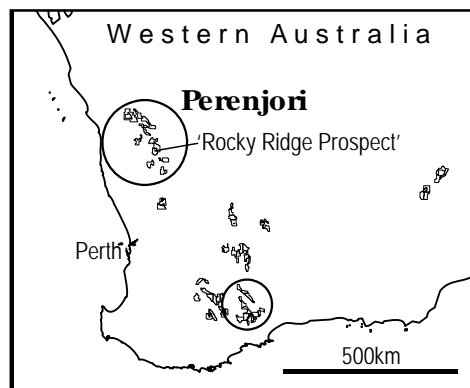 Western Australia
Perenjori
'Rocky Ridge Prospect'
Perth
500km